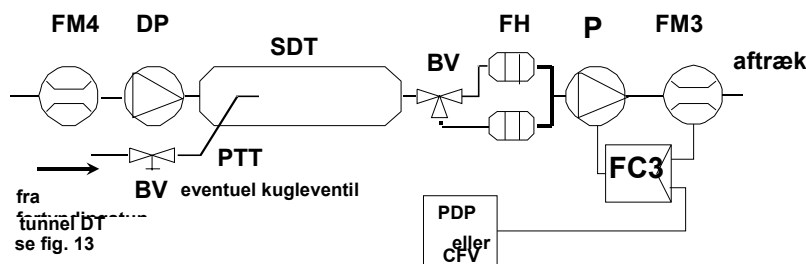 FM4 DP SDT BV FH P FM3
aftræk
PTT
BV eventuel kugleventil
FC3
fra
tunnel DT
se fig. 13
PDP
eller
CFV